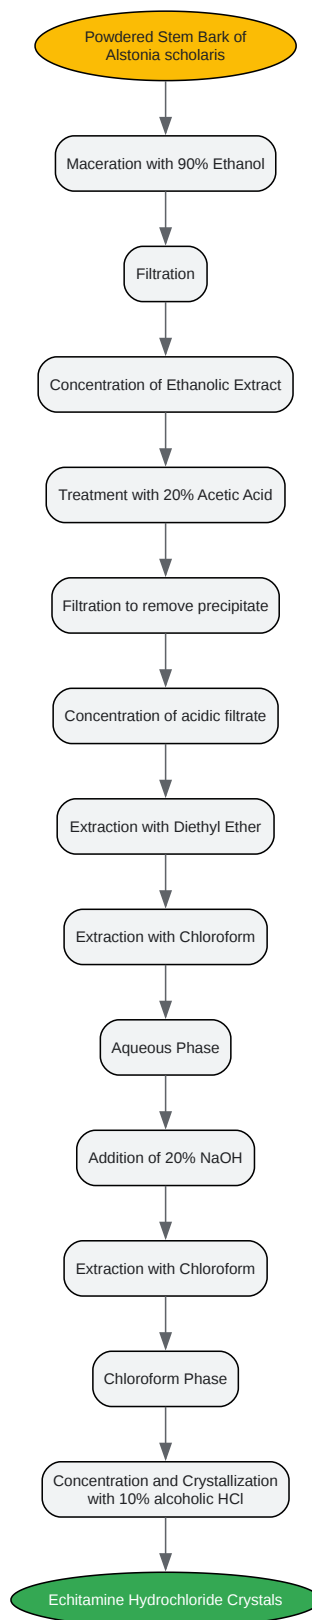 Powdered Stem Bark of
Alstonia scholaris
Maceration with 90% Ethanol
Filtration
Concentration of Ethanolic Extract
Treatment with 20% Acetic Acid
Filtration to remove precipitate
Concentration of acidic filtrate
Extraction with Diethyl Ether
Extraction with Chloroform
Aqueous Phase
Addition of 20% NaOH
Extraction with Chloroform
Chloroform Phase
Concentration and Crystallization
with 10% alcoholic HCl
Echitamine Hydrochloride Crystals